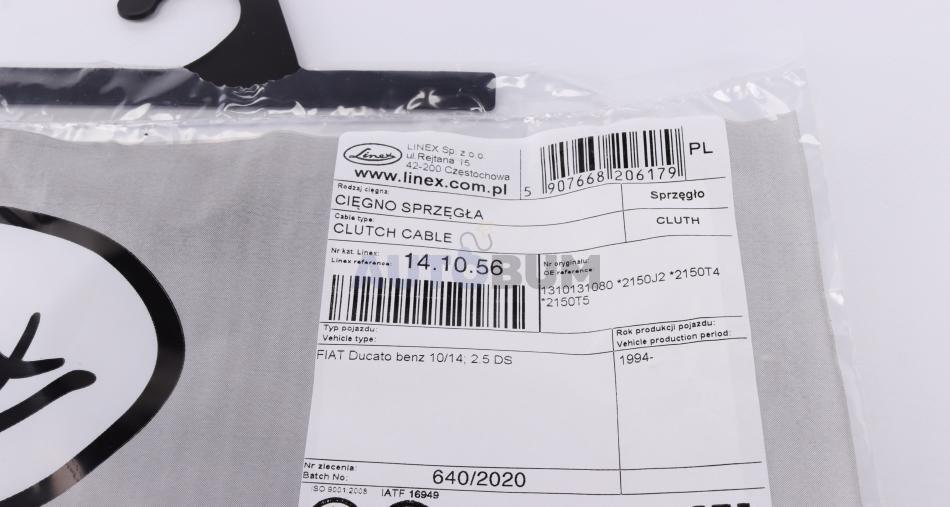 Linex
LINEX Sp. z o.o.
ul.Rejtana 15
42-200 Częstochowa
www.linex.com.pl
5 907668 206179
PL
Rodzaj cięgna:
CIĘGNO SPRZĘGŁA
Sprzęgło
Cable type:
CLUTCH CABLE
CLUTH
Nr kat. Linex:
Linex reference:
14.10.56
Nr oryginału:
OE reference
1310131080 *2150J2 *2150T4
*2150T5
AUTOBUM
Typ pojazdu:
Vehicle type:
Rok produkcji pojazdu:
Vehicle production period:
FIAT Ducato benz 10/14; 2.5 DS
1994-
Nr zlecenia:
Batch No:
640/2020
ISO 9001:2008
IATF 16949